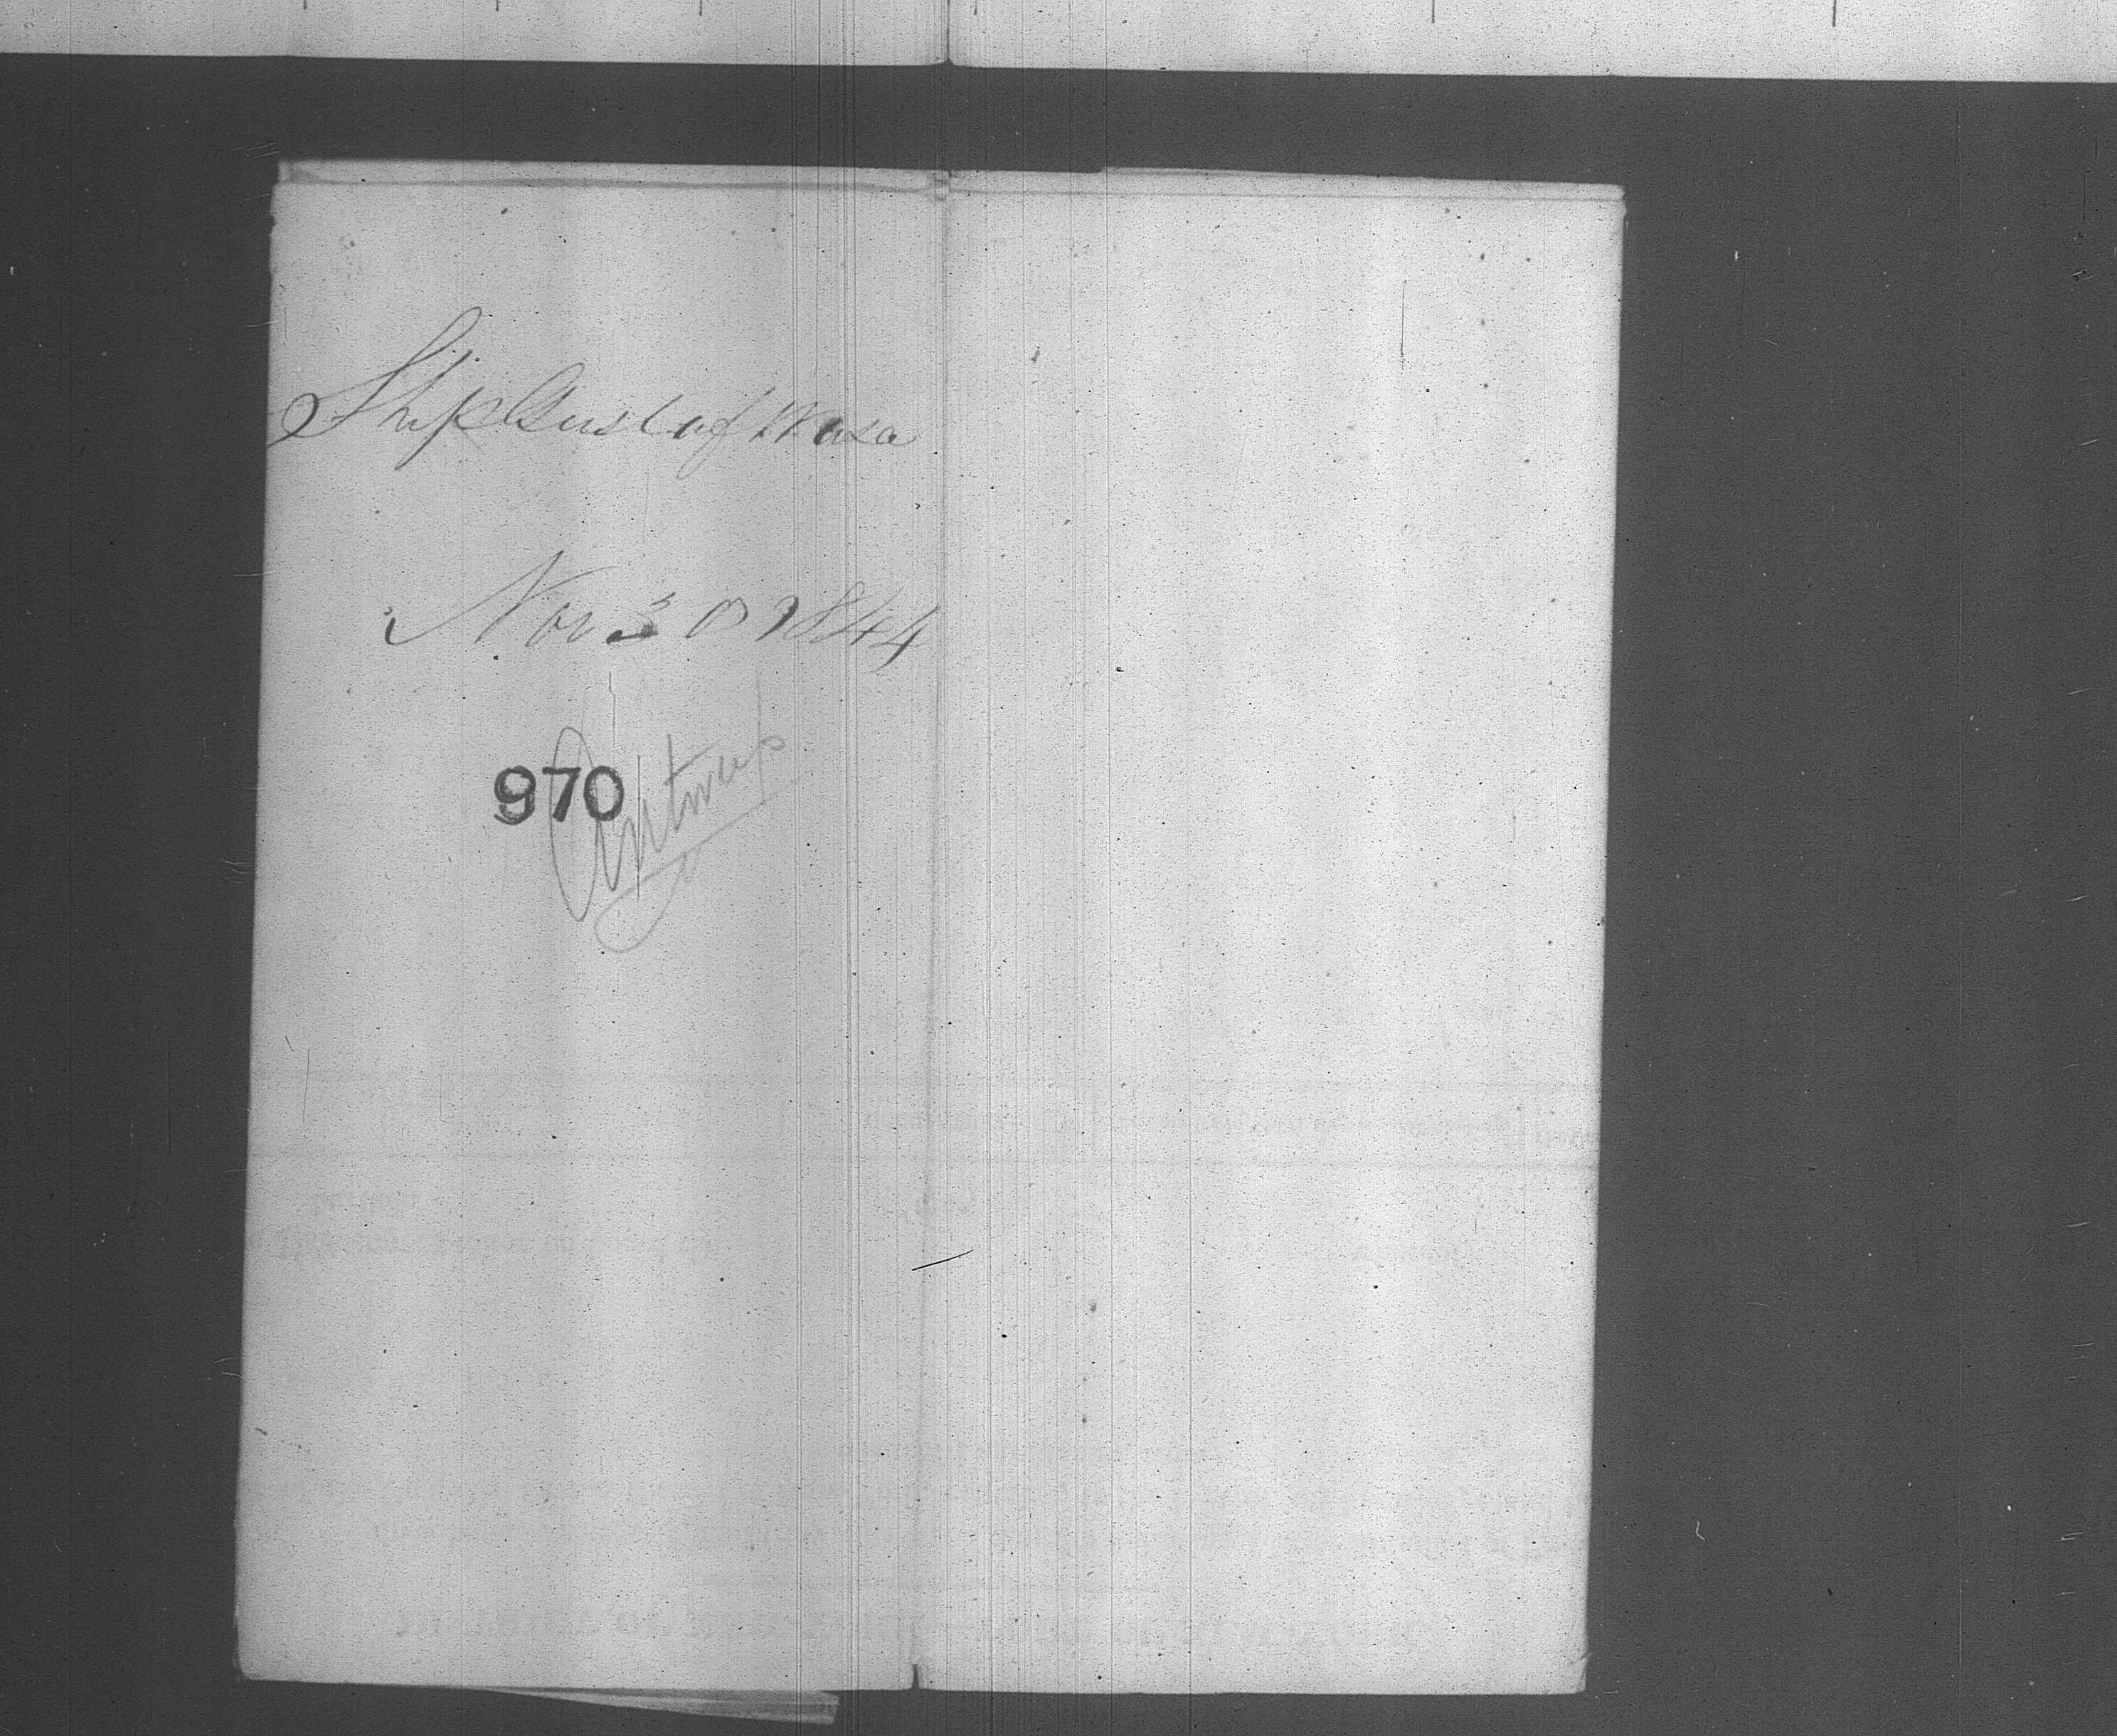 Ship Gustaf Wasa
Nov 30 1844
970
Antwerp